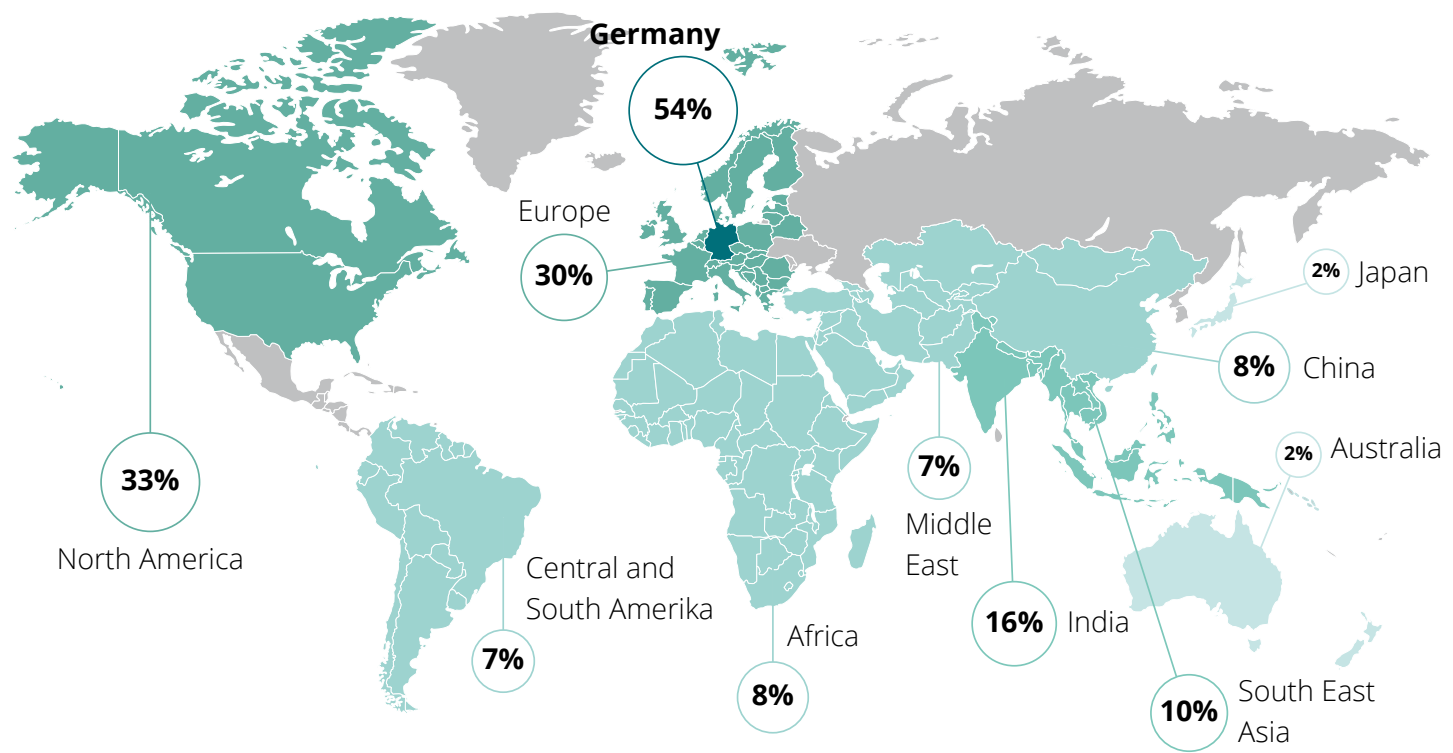 Germany
54%
Europe
30%
2%
Japan
8%
China
2%
Australia
33%
North America
7%
Middle
East
Central and
South Amerika
7%
Africa
8%
16%
India
10%
South East
Asia